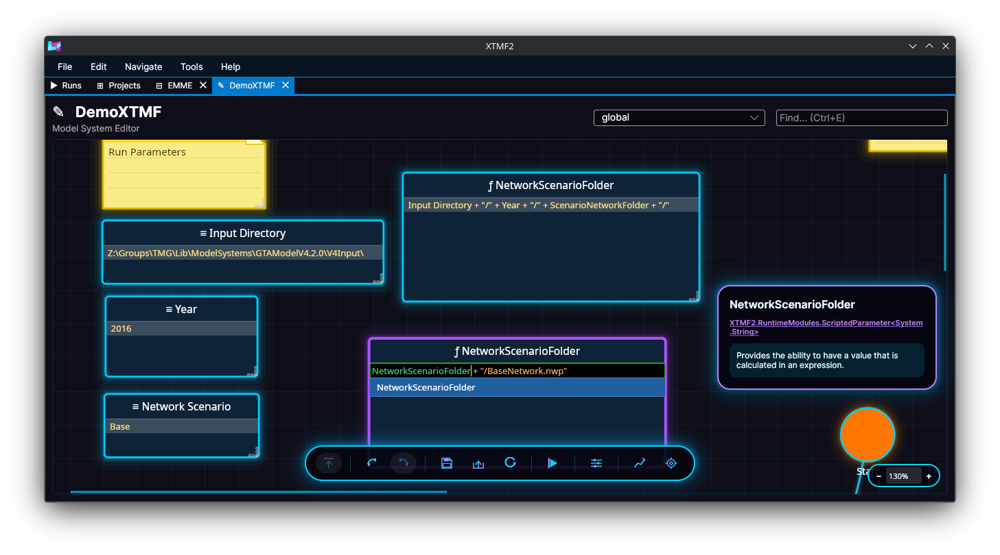 XTMF2
File Edit Navigate Tools Help
Runs Projects EMME DemoXTMF
DemoXTMF
Model System Editor
global
Find... (Ctrl+E)
Run Parameters
ƒ NetworkScenarioFolder
Input Directory + "/" + Year + "/" + ScenarioNetworkFolder + "/"
≡ Input Directory
Z:\Groups\TMG\Lib\ModelSystems\GTAModelV4.2.0\V4Input\
≡ Year
2016
≡ Network Scenario
Base
ƒ NetworkScenarioFolder
NetworkScenarioFolder + "/BaseNetwork.nwp"
NetworkScenarioFolder
NetworkScenarioFolder
XTMF2.RuntimeModules.ScriptedParameter<System
.String>
Provides the ability to have a value that is
calculated in an expression.
− 130% +